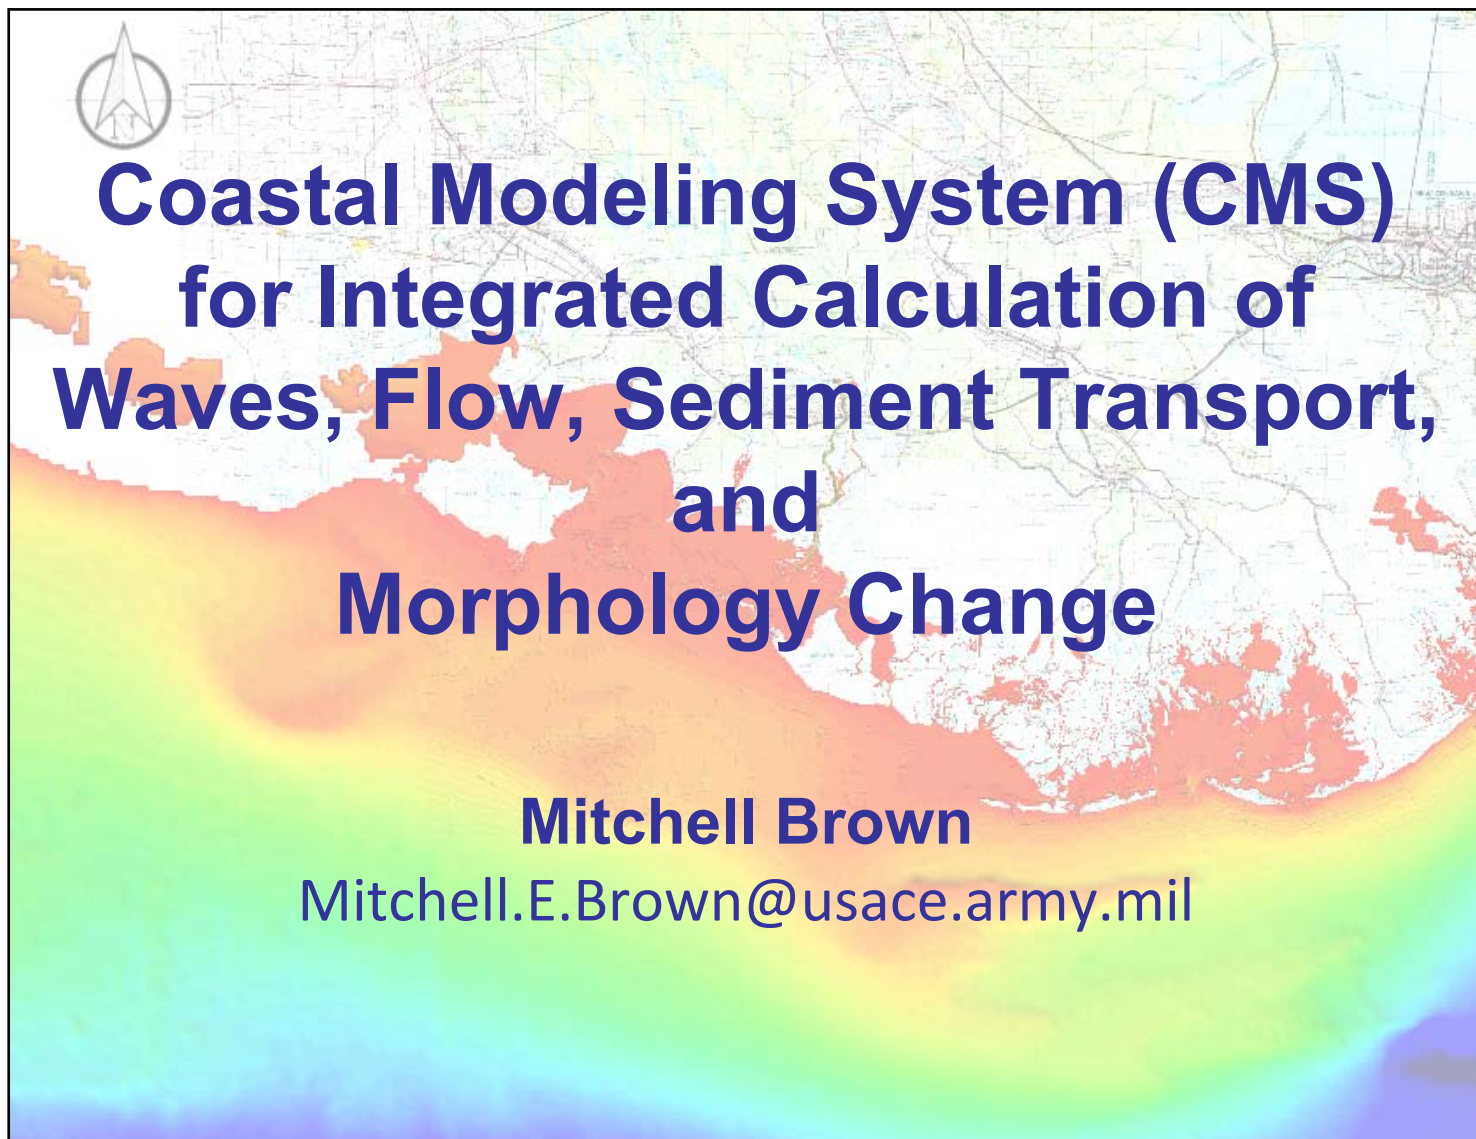 Coastal Modeling System (CMS)
for Integrated Calculation of
Waves, Flow, Sediment Transport,
and
Morphology Change
Mitchell Brown
Mitchell.E.Brown@usace.army.mil